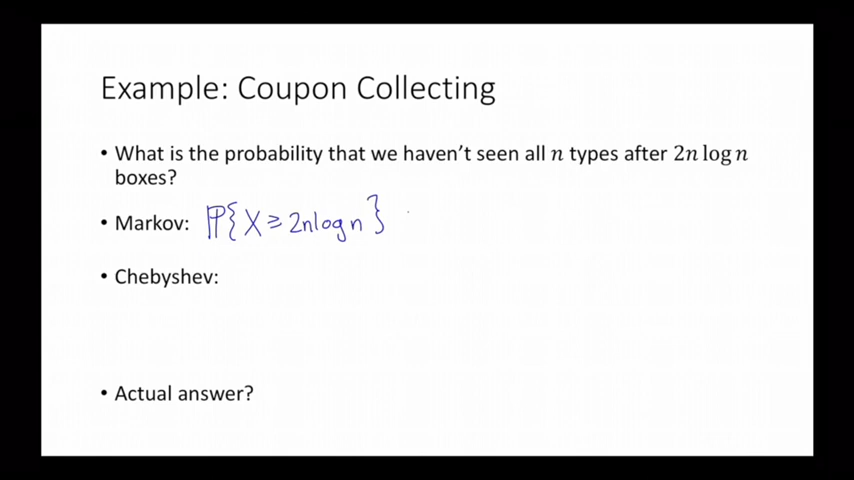 Example: Coupon Collecting
• What is the probability that we haven't seen all n types after 2n log n
boxes?
• Markov: ℙ{X ≥ 2nlog n}
• Chebyshev:
• Actual answer?